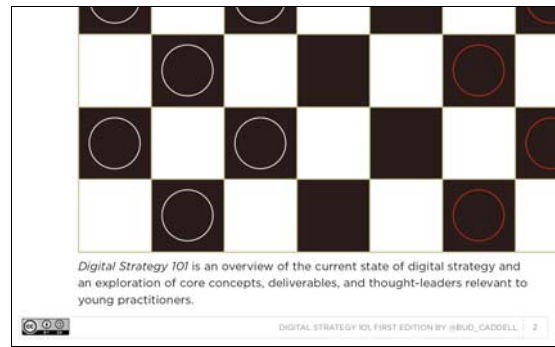 Digital Strategy 101 is an overview of the current state of digital strategy and
an exploration of core concepts, deliverables, and thought-leaders relevant to
young practitioners.
DIGITAL STRATEGY 101, FIRST EDITION BY @BUD_CADDELL 2